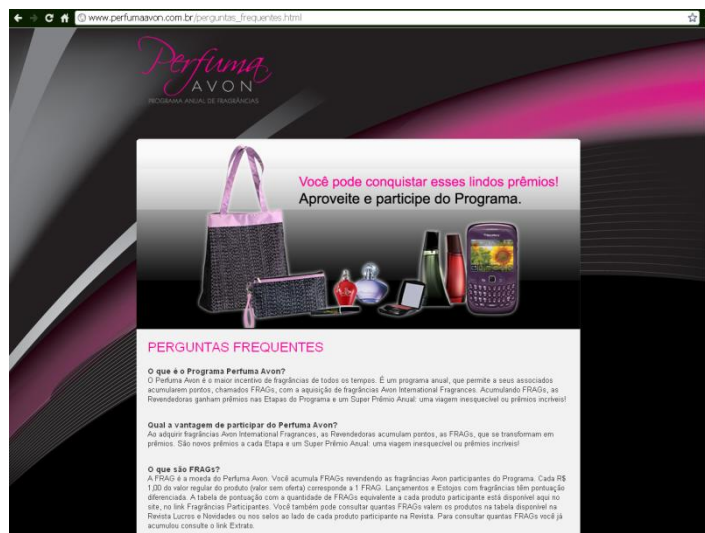 www.perfumaavon.com.br/perguntas_frequentes.html
Perfuma
AVON
PROGRAMA ANUAL DE FRAGRÂNCIAS
Você pode conquistar esses lindos prêmios!
Aproveite e participe do Programa.
PERGUNTAS FREQUENTES
O que é o Programa Perfuma Avon?
O Perfuma Avon é o maior incentivo de fragrâncias de todos os tempos. É um programa anual, que permite a seus associados
acumularem pontos, chamados FRAGs, com a aquisição de fragrâncias Avon International Fragrances. Acumulando FRAGs, as
Revendedoras ganham prêmios nas Etapas do Programa e um Super Prêmio Anual: uma viagem inesquecível ou prêmios incríveis!
Qual a vantagem de participar do Perfuma Avon?
Ao adquirir fragrâncias Avon International Fragrances, as Revendedoras acumulam pontos, as FRAGs, que se transformam em
prêmios. São novos prêmios a cada Etapa e um Super Prêmio Anual: uma viagem inesquecível ou prêmios incríveis!
O que são FRAGs?
A FRAG é a moeda do Perfuma Avon. Você acumula FRAGs revendendo as fragrâncias Avon participantes do Programa. Cada R$
1,00 do valor regular do produto (valor sem oferta) corresponde a 1 FRAG. Lançamentos e Estojos com fragrâncias têm pontuação
diferenciada. A tabela de pontuação com a quantidade de FRAGs equivalente a cada produto participante está disponível aqui no
site, no link Fragrâncias Participantes. Você também pode consultar quantas FRAGs valem os produtos na tabela disponível na
Revista Lucros e Novidades ou nos selos ao lado de cada produto participante na Revista. Para consultar quantas FRAGs você já
acumulou consulte o link Extrato.